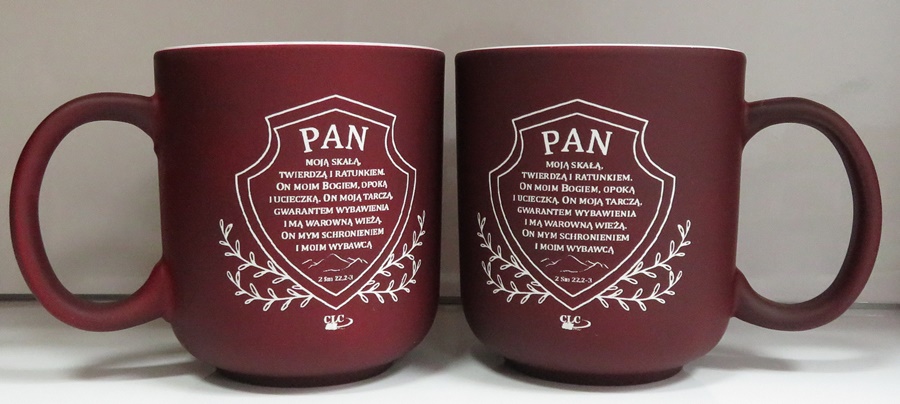 PAN
MOJĄ SKAŁĄ,
TWIERDZĄ I RATUNKIEM.
ON MOIM BOGIEM, OPOKĄ
I UCIECZKĄ. ON MOJĄ TARCZĄ,
GWARANTEM WYBAWIENIA
I MĄ WAROWNĄ WIEŻĄ.
ON MYM SCHRONIENIEM
I MOIM WYBAWCĄ
2 Sm 22,2-3
CLC
PAN
MOJĄ SKAŁĄ,
TWIERDZĄ I RATUNKIEM.
ON MOIM BOGIEM, OPOKĄ
I UCIECZKĄ. ON MOJĄ TARCZĄ,
GWARANTEM WYBAWIENIA
I MĄ WAROWNĄ WIEŻĄ.
ON MYM SCHRONIENIEM
I MOIM WYBAWCĄ
2 Sm 22,2-3
CLC